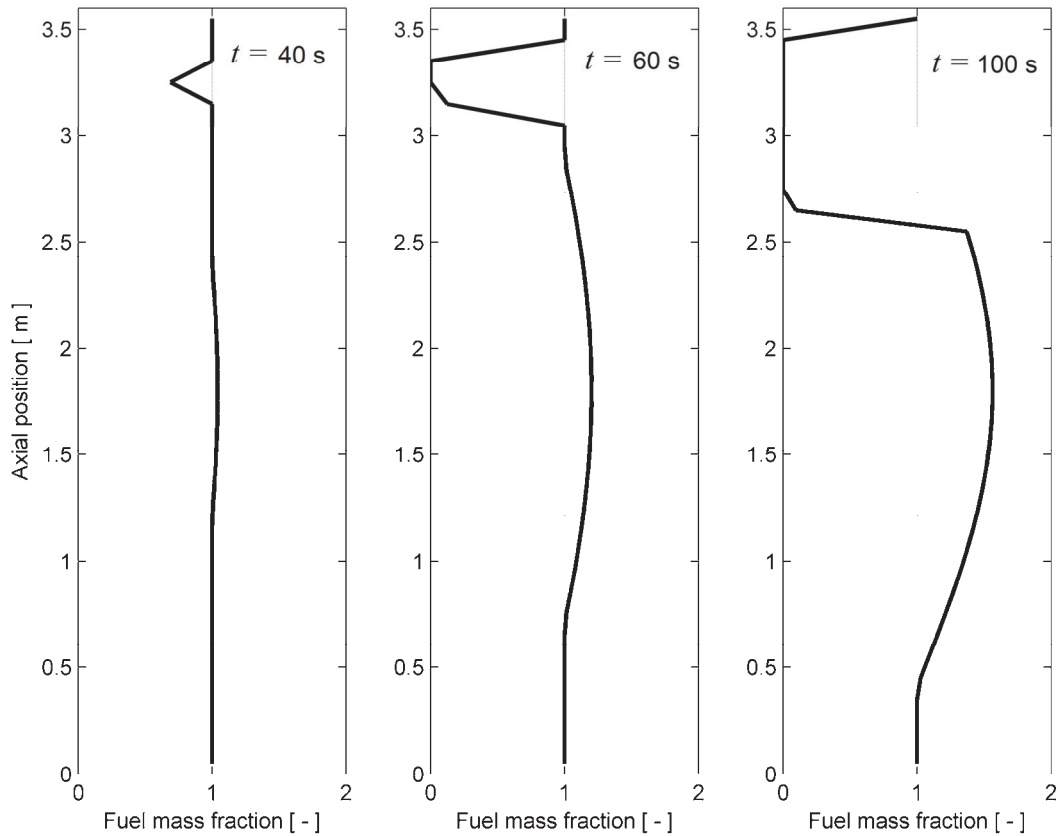 3.5
3
2.5
2
1.5
1
0.5
0
Axial position [ m ]
t = 40 s
0 1 2
Fuel mass fraction [ - ]
3.5
3
2.5
2
1.5
1
0.5
0
t = 60 s
0 1 2
Fuel mass fraction [ - ]
3.5
3
2.5
2
1.5
1
0.5
0
t = 100 s
0 1 2
Fuel mass fraction [ - ]